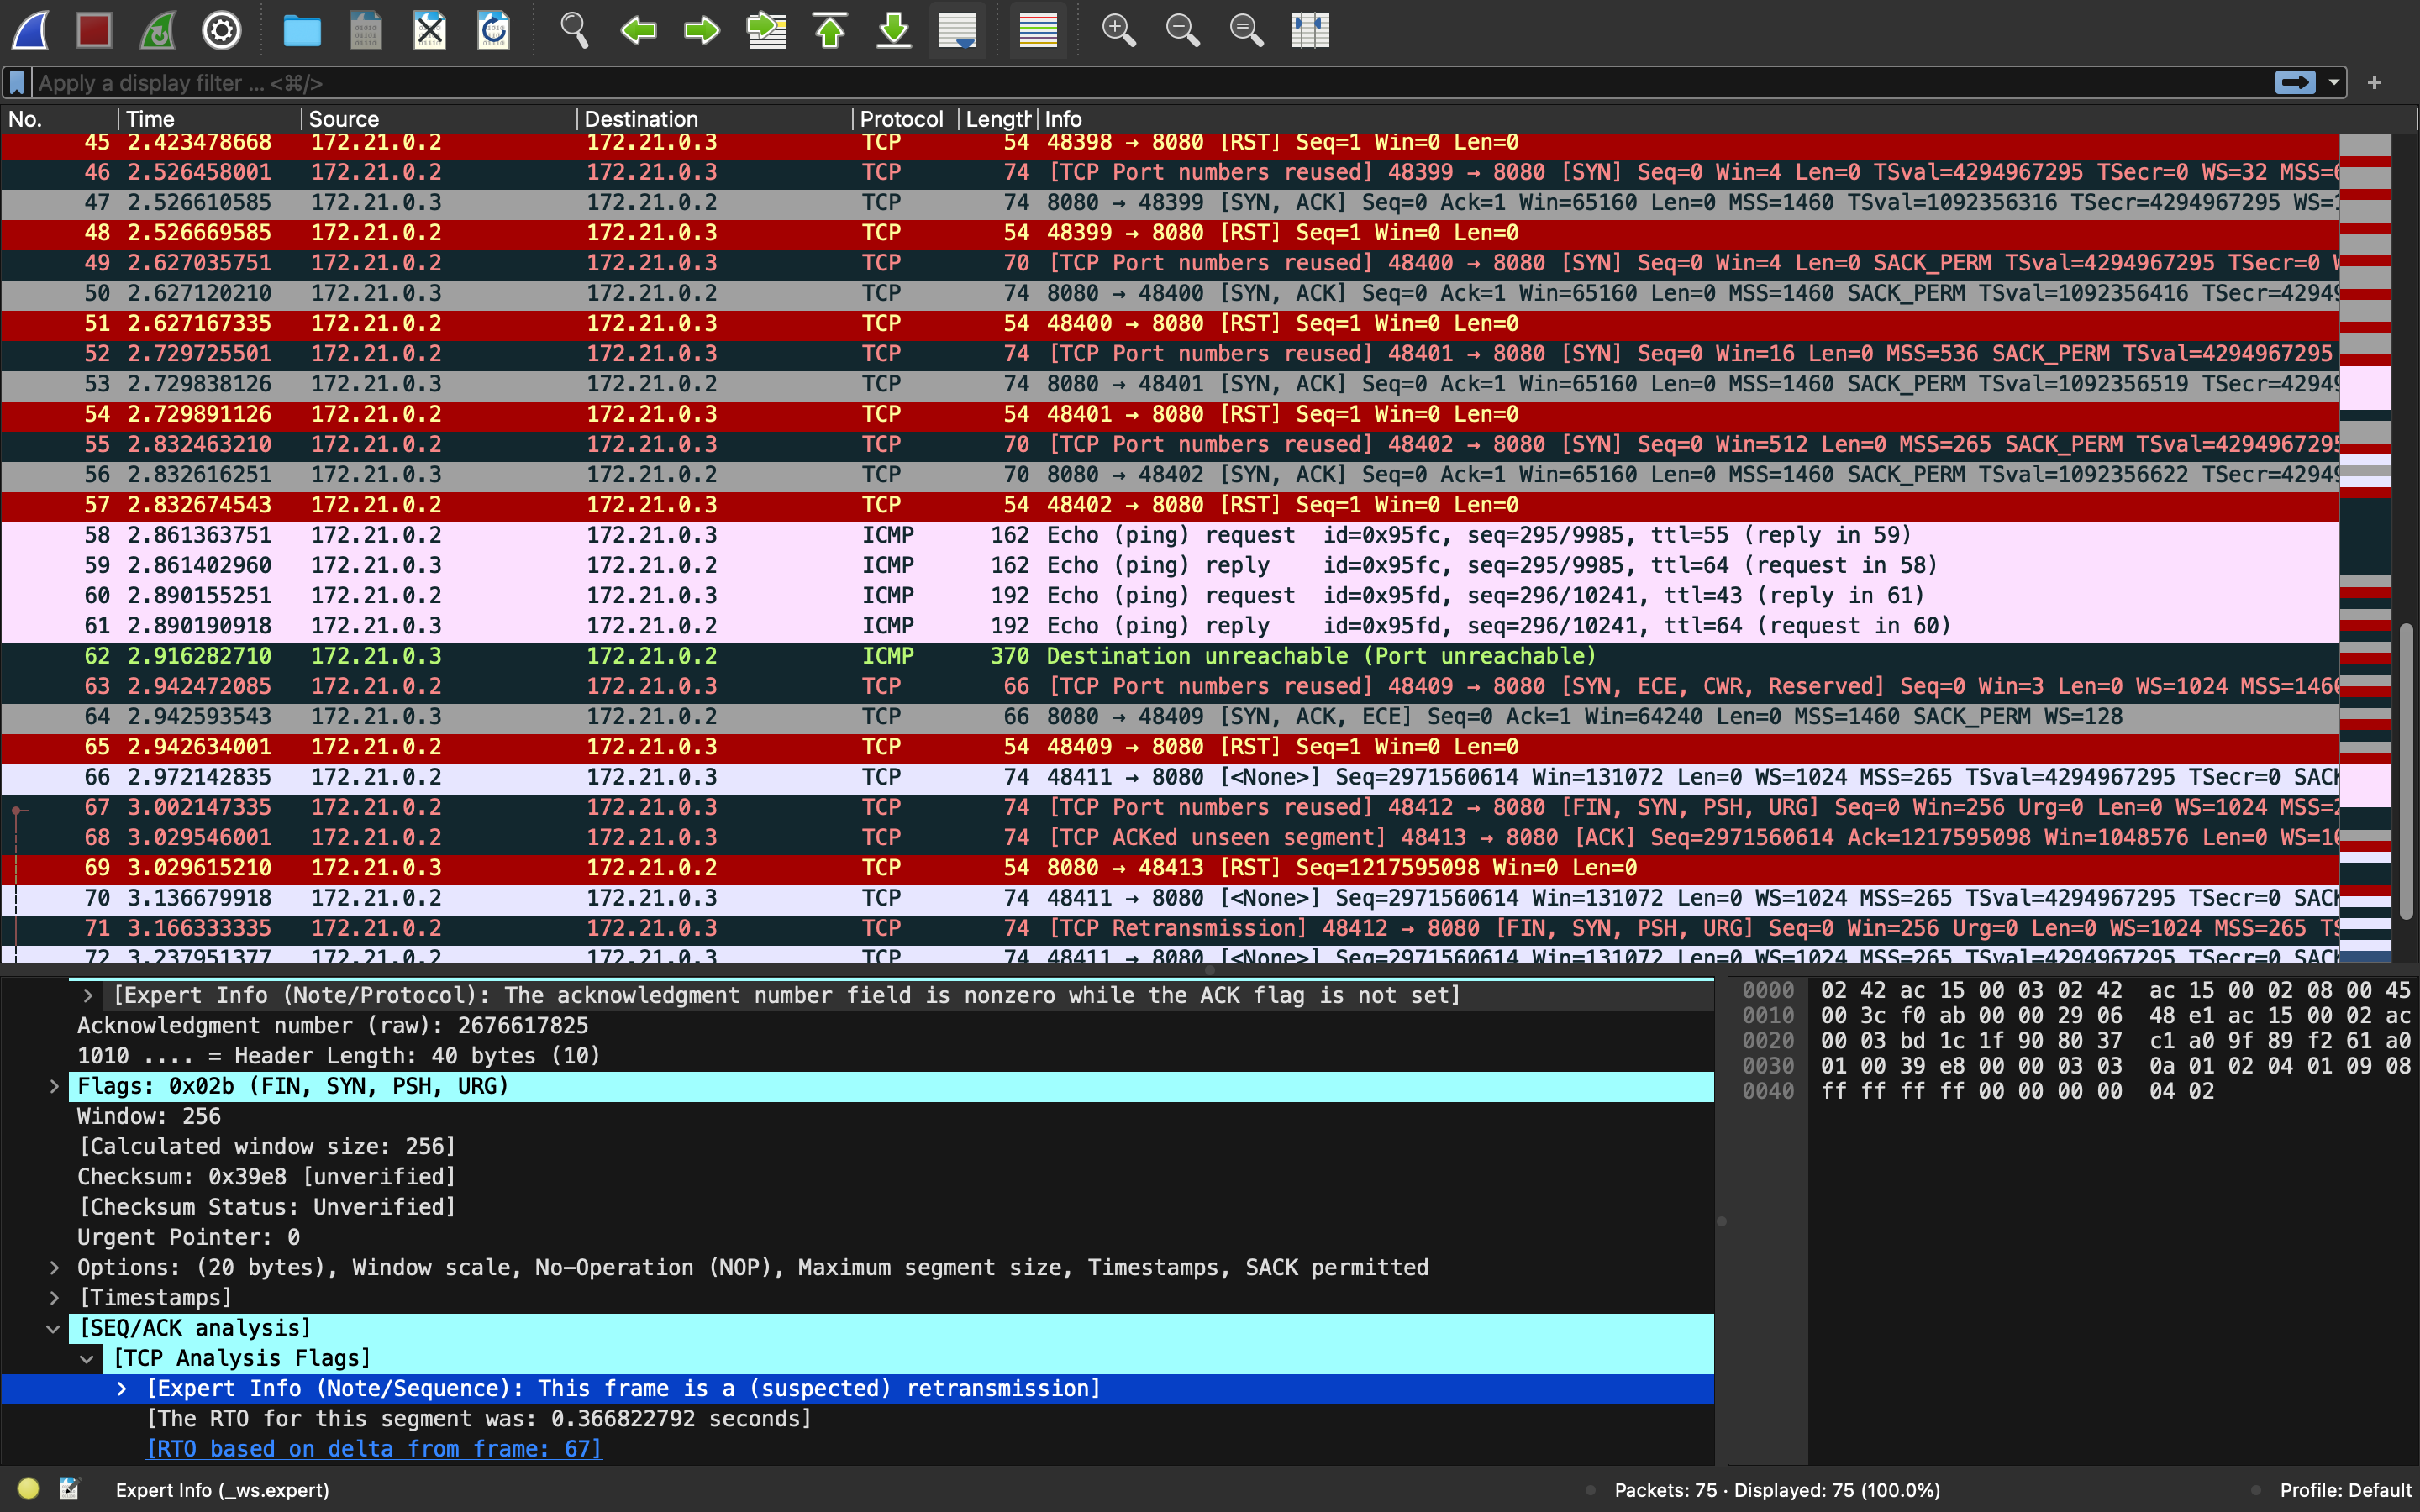 Apply a display filter ... <⌘/>
No. Time Source Destination Protocol Length Info
45 2.423478668 172.21.0.2 172.21.0.3 TCP 54 48398 → 8080 [RST] Seq=1 Win=0 Len=0
46 2.526458001 172.21.0.2 172.21.0.3 TCP 74 [TCP Port numbers reused] 48399 → 8080 [SYN] Seq=0 Win=4 Len=0 TSval=4294967295 TSecr=0 WS=32 MSS=6
47 2.526610585 172.21.0.3 172.21.0.2 TCP 74 8080 → 48399 [SYN, ACK] Seq=0 Ack=1 Win=65160 Len=0 MSS=1460 TSval=1092356316 TSecr=4294967295 WS=1
48 2.526669585 172.21.0.2 172.21.0.3 TCP 54 48399 → 8080 [RST] Seq=1 Win=0 Len=0
49 2.627035751 172.21.0.2 172.21.0.3 TCP 70 [TCP Port numbers reused] 48400 → 8080 [SYN] Seq=0 Win=4 Len=0 SACK_PERM TSval=4294967295 TSecr=0 W
50 2.627120210 172.21.0.3 172.21.0.2 TCP 74 8080 → 48400 [SYN, ACK] Seq=0 Ack=1 Win=65160 Len=0 MSS=1460 SACK_PERM TSval=1092356416 TSecr=42949
51 2.627167335 172.21.0.2 172.21.0.3 TCP 54 48400 → 8080 [RST] Seq=1 Win=0 Len=0
52 2.729725501 172.21.0.2 172.21.0.3 TCP 74 [TCP Port numbers reused] 48401 → 8080 [SYN] Seq=0 Win=16 Len=0 MSS=536 SACK_PERM TSval=4294967295
53 2.729838126 172.21.0.3 172.21.0.2 TCP 74 8080 → 48401 [SYN, ACK] Seq=0 Ack=1 Win=65160 Len=0 MSS=1460 SACK_PERM TSval=1092356519 TSecr=42949
54 2.729891126 172.21.0.2 172.21.0.3 TCP 54 48401 → 8080 [RST] Seq=1 Win=0 Len=0
55 2.832463210 172.21.0.2 172.21.0.3 TCP 70 [TCP Port numbers reused] 48402 → 8080 [SYN] Seq=0 Win=512 Len=0 MSS=265 SACK_PERM TSval=4294967295
56 2.832616251 172.21.0.3 172.21.0.2 TCP 70 8080 → 48402 [SYN, ACK] Seq=0 Ack=1 Win=65160 Len=0 MSS=1460 SACK_PERM TSval=1092356622 TSecr=42949
57 2.832674543 172.21.0.2 172.21.0.3 TCP 54 48402 → 8080 [RST] Seq=1 Win=0 Len=0
58 2.861363751 172.21.0.2 172.21.0.3 ICMP 162 Echo (ping) request id=0x95fc, seq=295/9985, ttl=55 (reply in 59)
59 2.861402960 172.21.0.3 172.21.0.2 ICMP 162 Echo (ping) reply id=0x95fc, seq=295/9985, ttl=64 (request in 58)
60 2.890155251 172.21.0.2 172.21.0.3 ICMP 192 Echo (ping) request id=0x95fd, seq=296/10241, ttl=43 (reply in 61)
61 2.890190918 172.21.0.3 172.21.0.2 ICMP 192 Echo (ping) reply id=0x95fd, seq=296/10241, ttl=64 (request in 60)
62 2.916282710 172.21.0.3 172.21.0.2 ICMP 370 Destination unreachable (Port unreachable)
63 2.942472085 172.21.0.2 172.21.0.3 TCP 66 [TCP Port numbers reused] 48409 → 8080 [SYN, ECE, CWR, Reserved] Seq=0 Win=3 Len=0 WS=1024 MSS=1460
64 2.942593543 172.21.0.3 172.21.0.2 TCP 66 8080 → 48409 [SYN, ACK, ECE] Seq=0 Ack=1 Win=64240 Len=0 MSS=1460 SACK_PERM WS=128
65 2.942634001 172.21.0.2 172.21.0.3 TCP 54 48409 → 8080 [RST] Seq=1 Win=0 Len=0
66 2.972142835 172.21.0.2 172.21.0.3 TCP 74 48411 → 8080 [<None>] Seq=2971560614 Win=131072 Len=0 WS=1024 MSS=265 TSval=4294967295 TSecr=0 SACK
67 3.002147335 172.21.0.2 172.21.0.3 TCP 74 [TCP Port numbers reused] 48412 → 8080 [FIN, SYN, PSH, URG] Seq=0 Win=256 Urg=0 Len=0 WS=1024 MSS=2
68 3.029546001 172.21.0.2 172.21.0.3 TCP 74 [TCP ACKed unseen segment] 48413 → 8080 [ACK] Seq=2971560614 Ack=1217595098 Win=1048576 Len=0 WS=10
69 3.029615210 172.21.0.3 172.21.0.2 TCP 54 8080 → 48413 [RST] Seq=1217595098 Win=0 Len=0
70 3.136679918 172.21.0.2 172.21.0.3 TCP 74 48411 → 8080 [<None>] Seq=2971560614 Win=131072 Len=0 WS=1024 MSS=265 TSval=4294967295 TSecr=0 SACK
71 3.166333335 172.21.0.2 172.21.0.3 TCP 74 [TCP Retransmission] 48412 → 8080 [FIN, SYN, PSH, URG] Seq=0 Win=256 Urg=0 Len=0 WS=1024 MSS=265 TS
72 3.237951377 172.21.0.2 172.21.0.3 TCP 74 48411 → 8080 [<None>] Seq=2971560614 Win=131072 Len=0 WS=1024 MSS=265 TSval=4294967295 TSecr=0 SACK
[Expert Info (Note/Protocol): The acknowledgment number field is nonzero while the ACK flag is not set]
Acknowledgment number (raw): 2676617825
1010 .... = Header Length: 40 bytes (10)
Flags: 0x02b (FIN, SYN, PSH, URG)
Window: 256
[Calculated window size: 256]
Checksum: 0x39e8 [unverified]
[Checksum Status: Unverified]
Urgent Pointer: 0
Options: (20 bytes), Window scale, No-Operation (NOP), Maximum segment size, Timestamps, SACK permitted
[Timestamps]
[SEQ/ACK analysis]
[TCP Analysis Flags]
[Expert Info (Note/Sequence): This frame is a (suspected) retransmission]
[The RTO for this segment was: 0.366822792 seconds]
[RTO based on delta from frame: 67]
0000 02 42 ac 15 00 03 02 42 ac 15 00 02 08 00 45
0010 00 3c f0 ab 00 00 29 06 48 e1 ac 15 00 02 ac
0020 00 03 bd 1c 1f 90 80 37 c1 a0 9f 89 f2 61 a0
0030 01 00 39 e8 00 00 03 03 0a 01 02 04 01 09 08
0040 ff ff ff ff 00 00 00 00 04 02
Expert Info (_ws.expert)
Packets: 75 · Displayed: 75 (100.0%)
Profile: Default